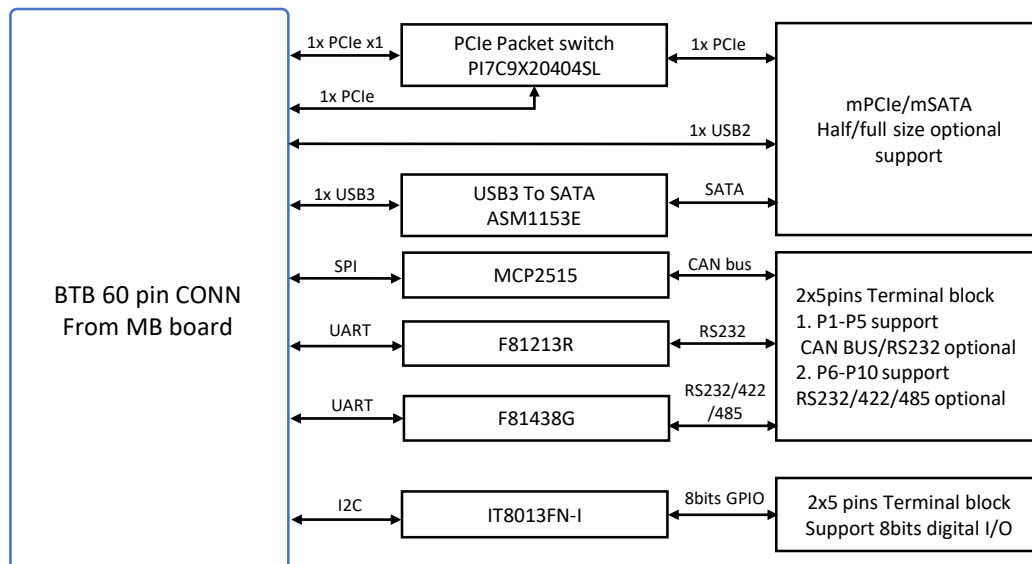 1x PCIe x1
PCIe Packet switch
PI7C9X20404SL
1x PCIe
1x PCIe
mPCIe/mSATA
Half/full size optional
support
1x USB2
1x USB3
USB3 To SATA
ASM1153E
SATA
BTB 60 pin CONN
From MB board
SPI
MCP2515
CAN bus
UART
F81213R
RS232
2x5pins Terminal block
1. P1-P5 support
CAN BUS/RS232 optional
2. P6-P10 support
RS232/422/485 optional
UART
F81438G
RS232/422
/485
I2C
IT8013FN-I
8bits GPIO
2x5 pins Terminal block
Support 8bits digital I/O